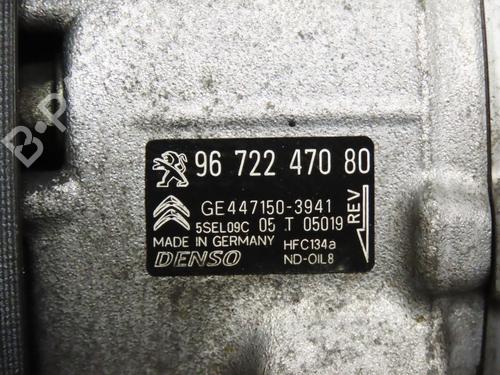 96 722 470 80
GE447150-3941
5SEL09C 05 T 05019
REV
MADE IN GERMANY HFC134a
DENSO ND-OIL8
B-P